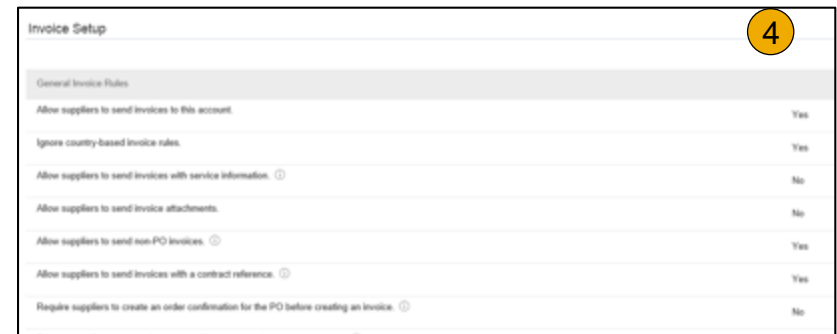 Invoice Setup
4
General Invoice Rules
Allow suppliers to send invoices to this account. Yes
Ignore country-based invoice rules. Yes
Allow suppliers to send invoices with service information. ⓘ No
Allow suppliers to send invoice attachments. No
Allow suppliers to send non-PO invoices. ⓘ Yes
Allow suppliers to send invoices with a contract reference. ⓘ Yes
Require suppliers to create an order confirmation for the PO before creating an invoice. ⓘ No